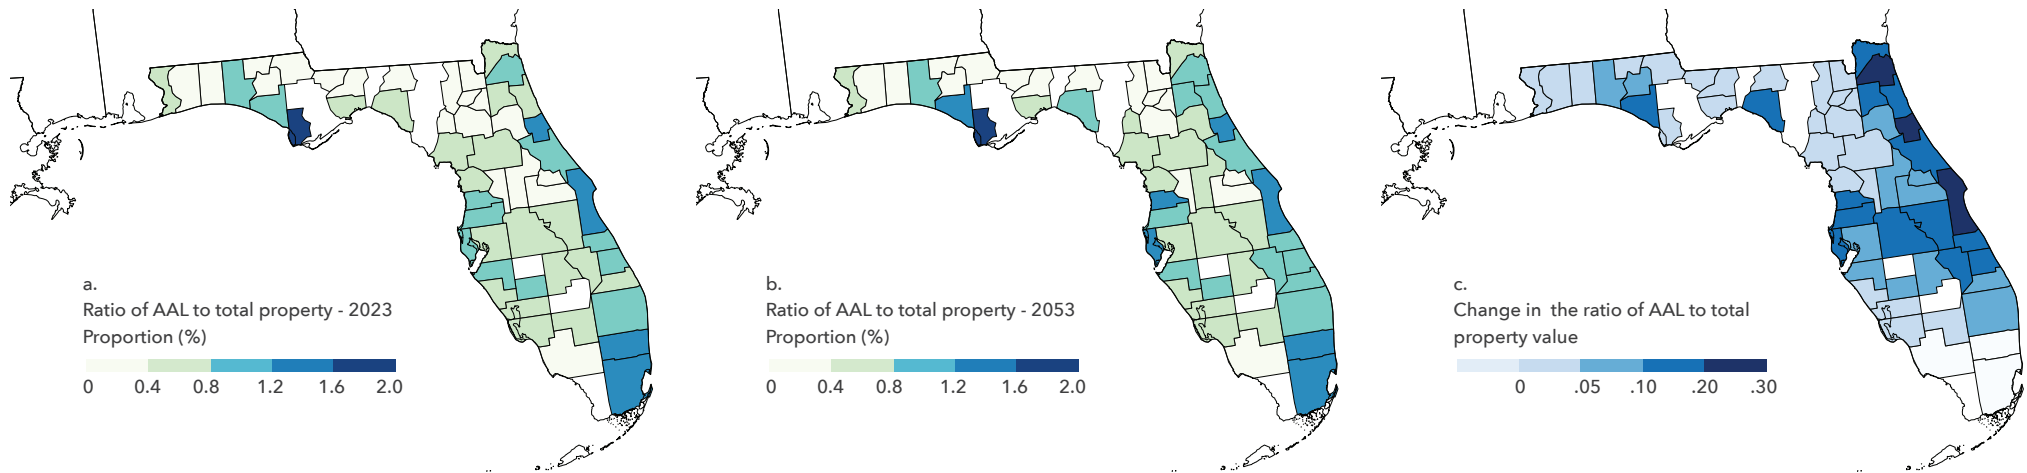 a.
Ratio of AAL to total property - 2023
Proportion (%)
0 0.4 0.8 1.2 1.6 2.0
b.
Ratio of AAL to total property - 2053
Proportion (%)
0 0.4 0.8 1.2 1.6 2.0
c.
Change in the ratio of AAL to total
property value
0 .05 .10 .20 .30